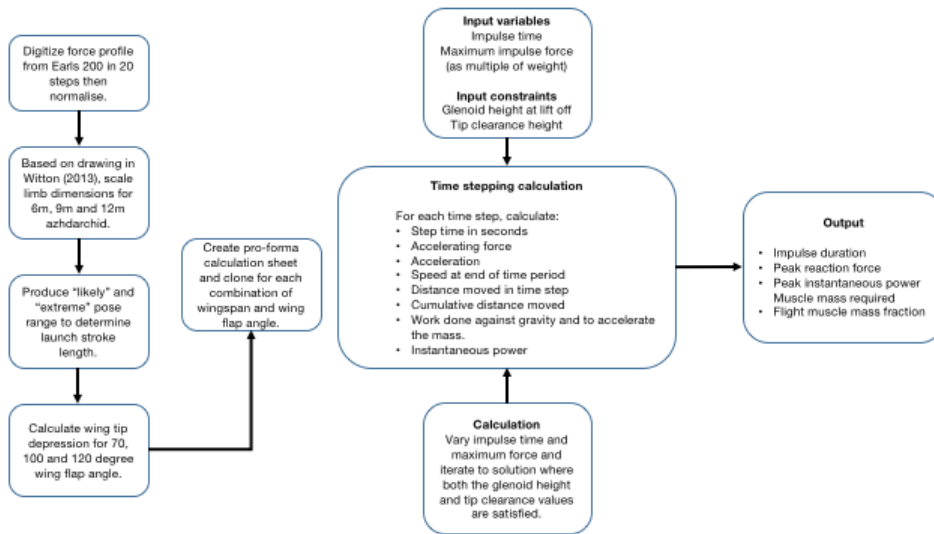 Digitize force profile
from Earls 200 in 20
steps then
normalise.
Based on drawing in
Witton (2013), scale
limb dimensions for
6m, 9m and 12m
azhdarchid.
Produce “likely” and
“extreme” pose
range to determine
launch stroke
length.
Calculate wing tip
depression for 70,
100 and 120 degree
wing flap angle.
Create pro-forma
calculation sheet
and clone for each
combination of
wingspan and wing
flap angle.
Input variables
Impulse time
Maximum impulse force
(as multiple of weight)
Input constraints
Glenoid height at lift off
Tip clearance height
Time stepping calculation
For each time step, calculate:
• Step time in seconds
• Accelerating force
• Acceleration
• Speed at end of time period
• Distance moved in time step
• Cumulative distance moved
• Work done against gravity and to accelerate
the mass.
• Instantaneous power
Calculation
Vary impulse time and
maximum force and
iterate to solution where
both the glenoid height
and tip clearance values
are satisfied.
Output
• Impulse duration
• Peak reaction force
• Peak instantaneous power
Muscle mass required
• Flight muscle mass fraction